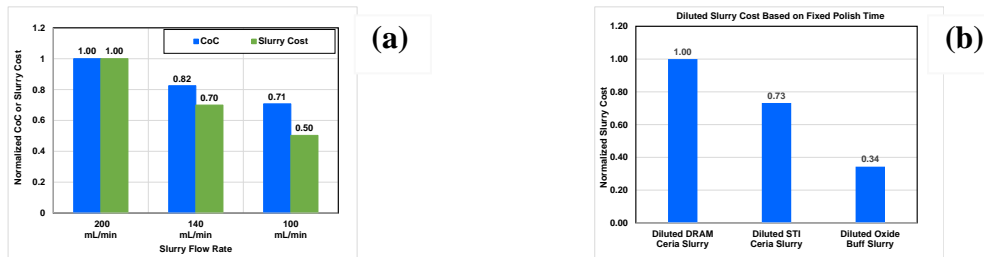 1.2
1
0.8
0.6
0.4
0.2
0
Normalized CoC or Slurry Cost
CoC
Slurry Cost
1.00 1.00
0.82
0.70
0.71
0.50
200
mL/min
140
mL/min
100
mL/min
Slurry Flow Rate
(a)
Diluted Slurry Cost Based on Fixed Polish Time
1.20
1.00
0.80
0.60
0.40
0.20
0.00
Normalized Slurry Cost
1.00
0.73
0.34
Diluted DRAM
Ceria Slurry
Diluted STI
Ceria Slurry
Diluted Oxide
Buff Slurry
(b)